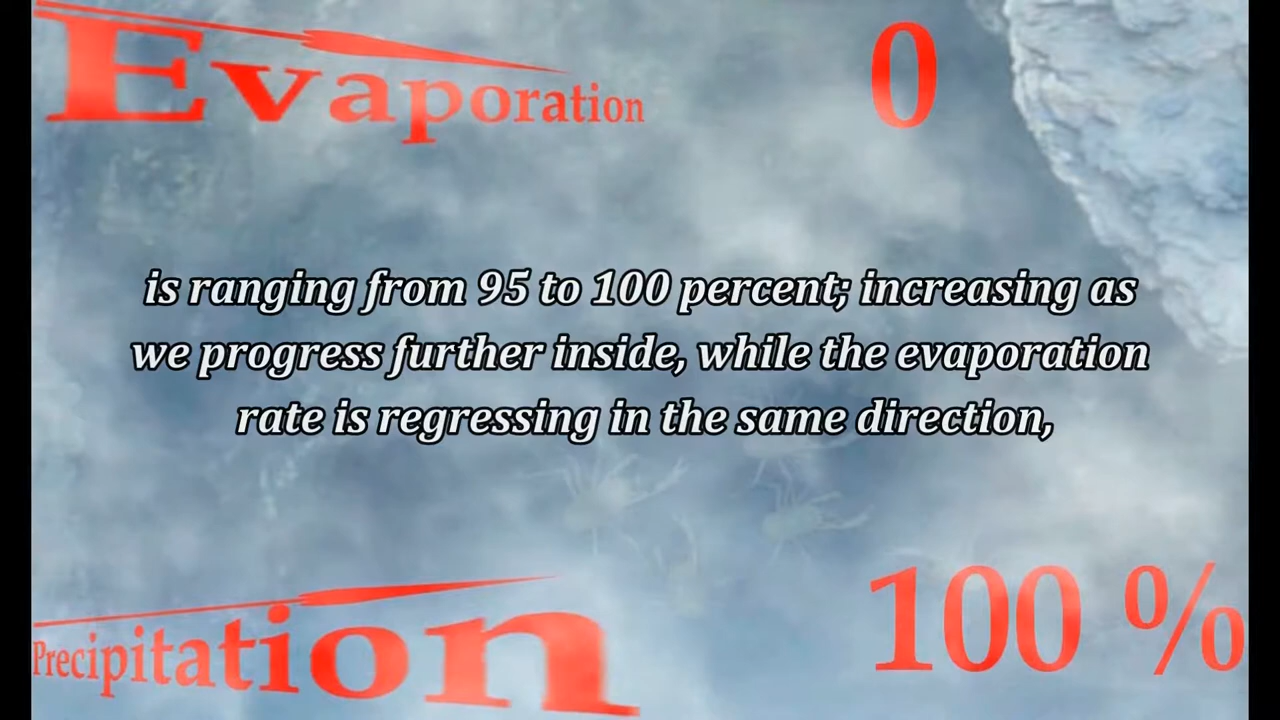 Evaporation 0
is ranging from 95 to 100 percent; increasing as
we progress further inside, while the evaporation
rate is regressing in the same direction,
Precipitation 100 %